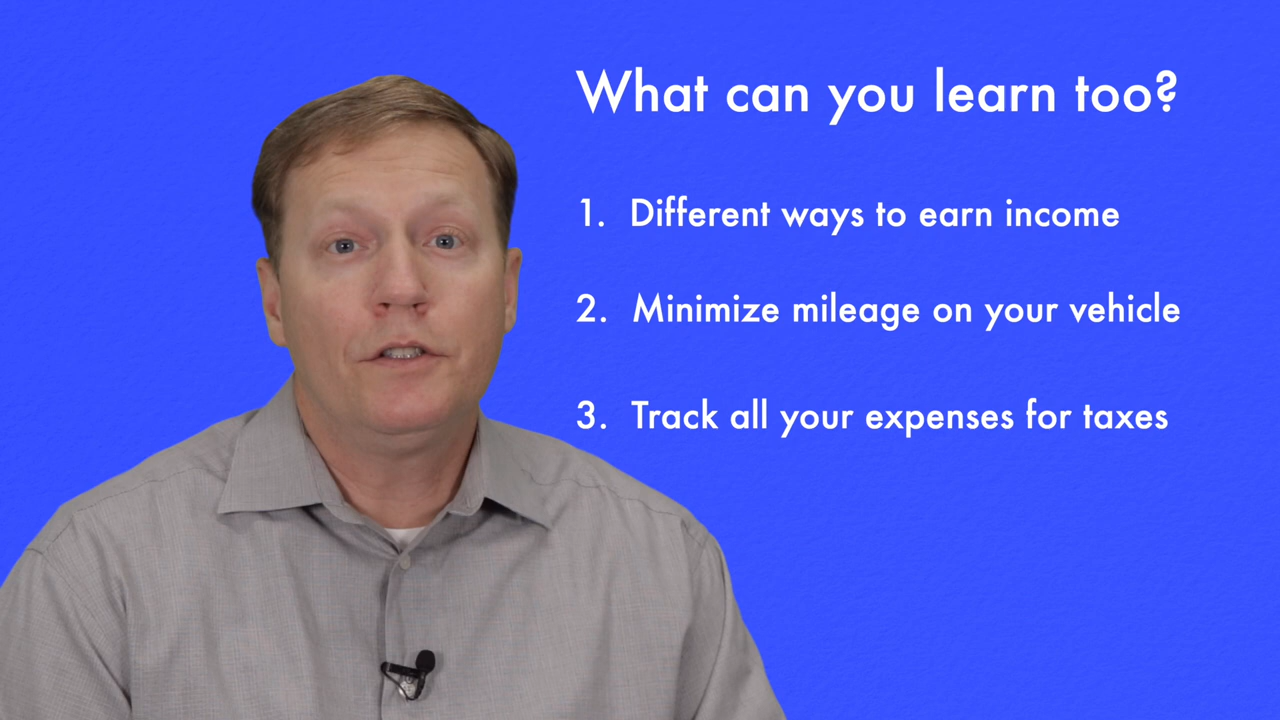 What can you learn too?
1. Different ways to earn income
2. Minimize mileage on your vehicle
3. Track all your expenses for taxes